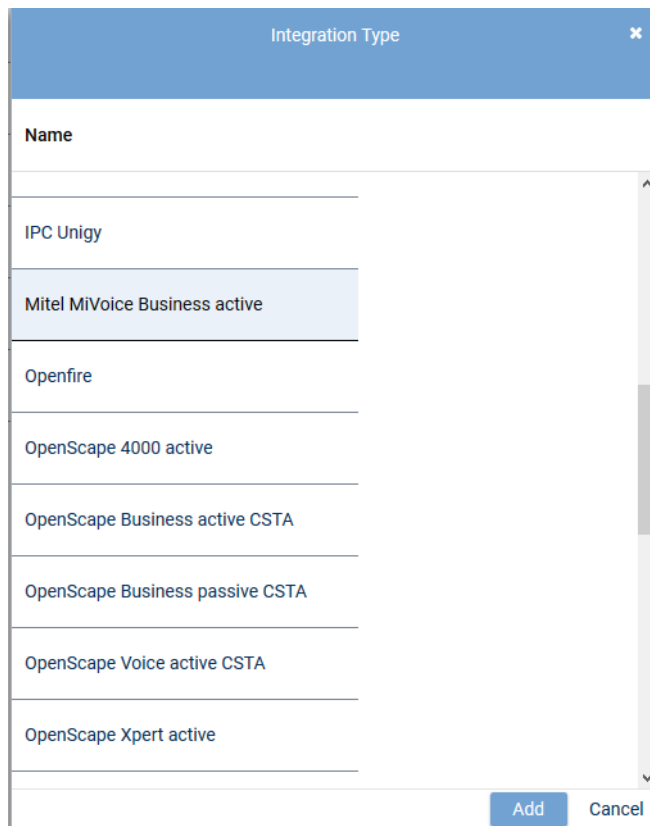 Integration Type
Name
IPC Unigy
Mitel MiVoice Business active
Openfire
OpenScape 4000 active
OpenScape Business active CSTA
OpenScape Business passive CSTA
OpenScape Voice active CSTA
OpenScape Xpert active
Add Cancel